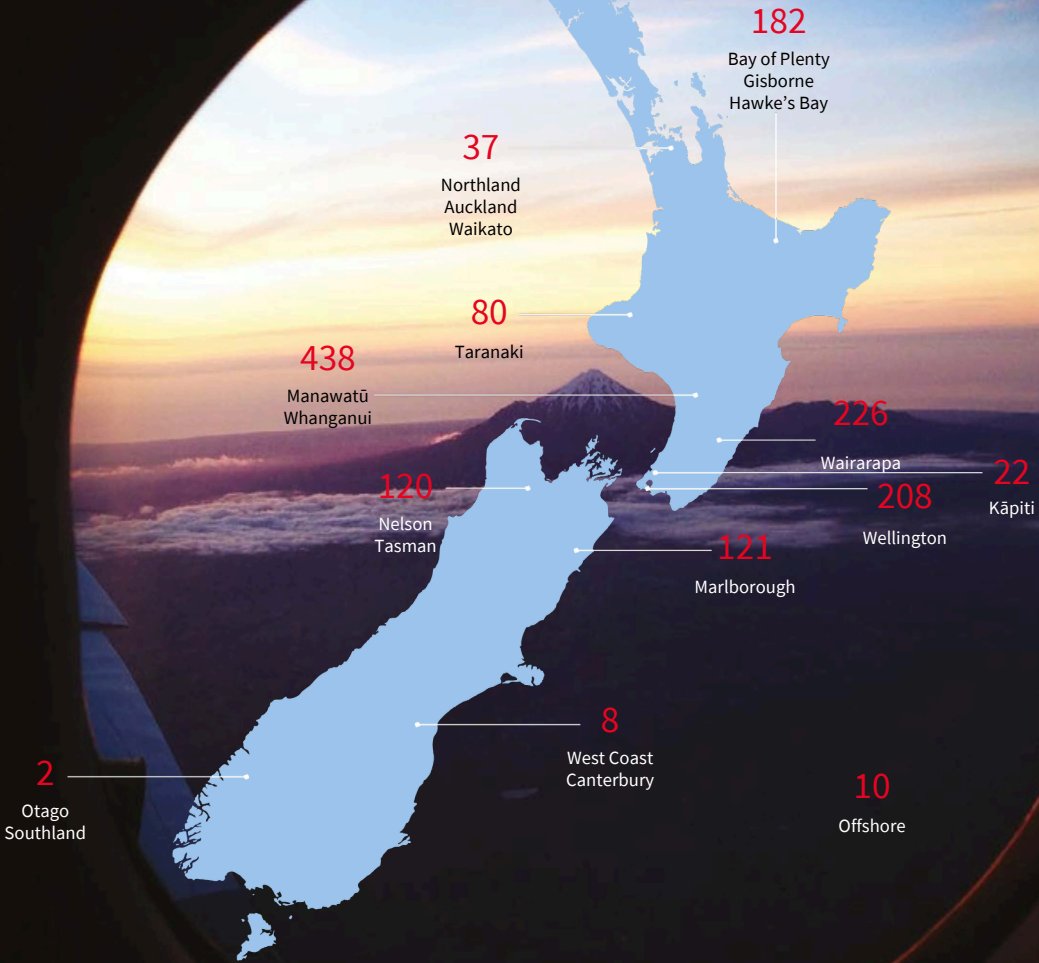 182
Bay of Plenty
Gisborne
Hawke's Bay
37
Northland
Auckland
Waikato
80
Taranaki
438
Manawatū
Whanganui
226
Wairarapa
22
Kāpiti
208
Wellington
120
Nelson
Tasman
121
Marlborough
8
West Coast
Canterbury
2
Otago
Southland
10
Offshore